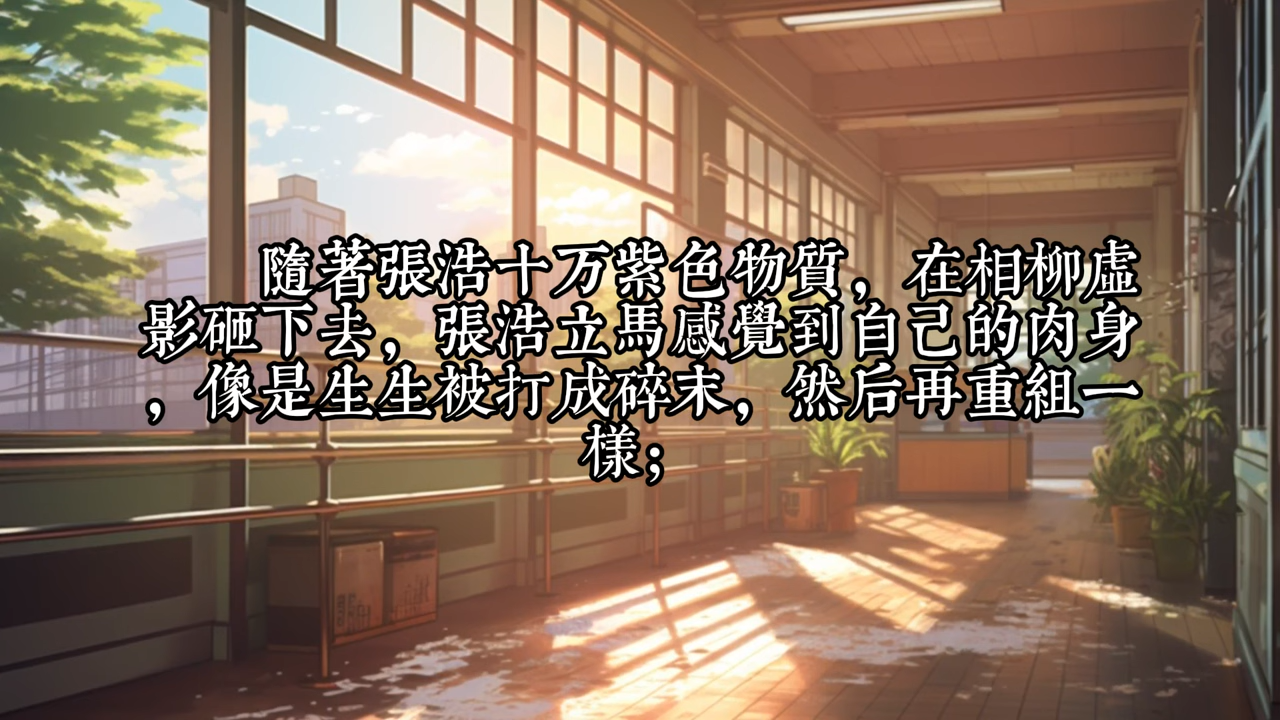 隨著張浩十万紫色物質，在相柳虛
影砸下去，張浩立馬感覺到自己的肉身
，像是生生被打成碎末，然后再重組一
樣；